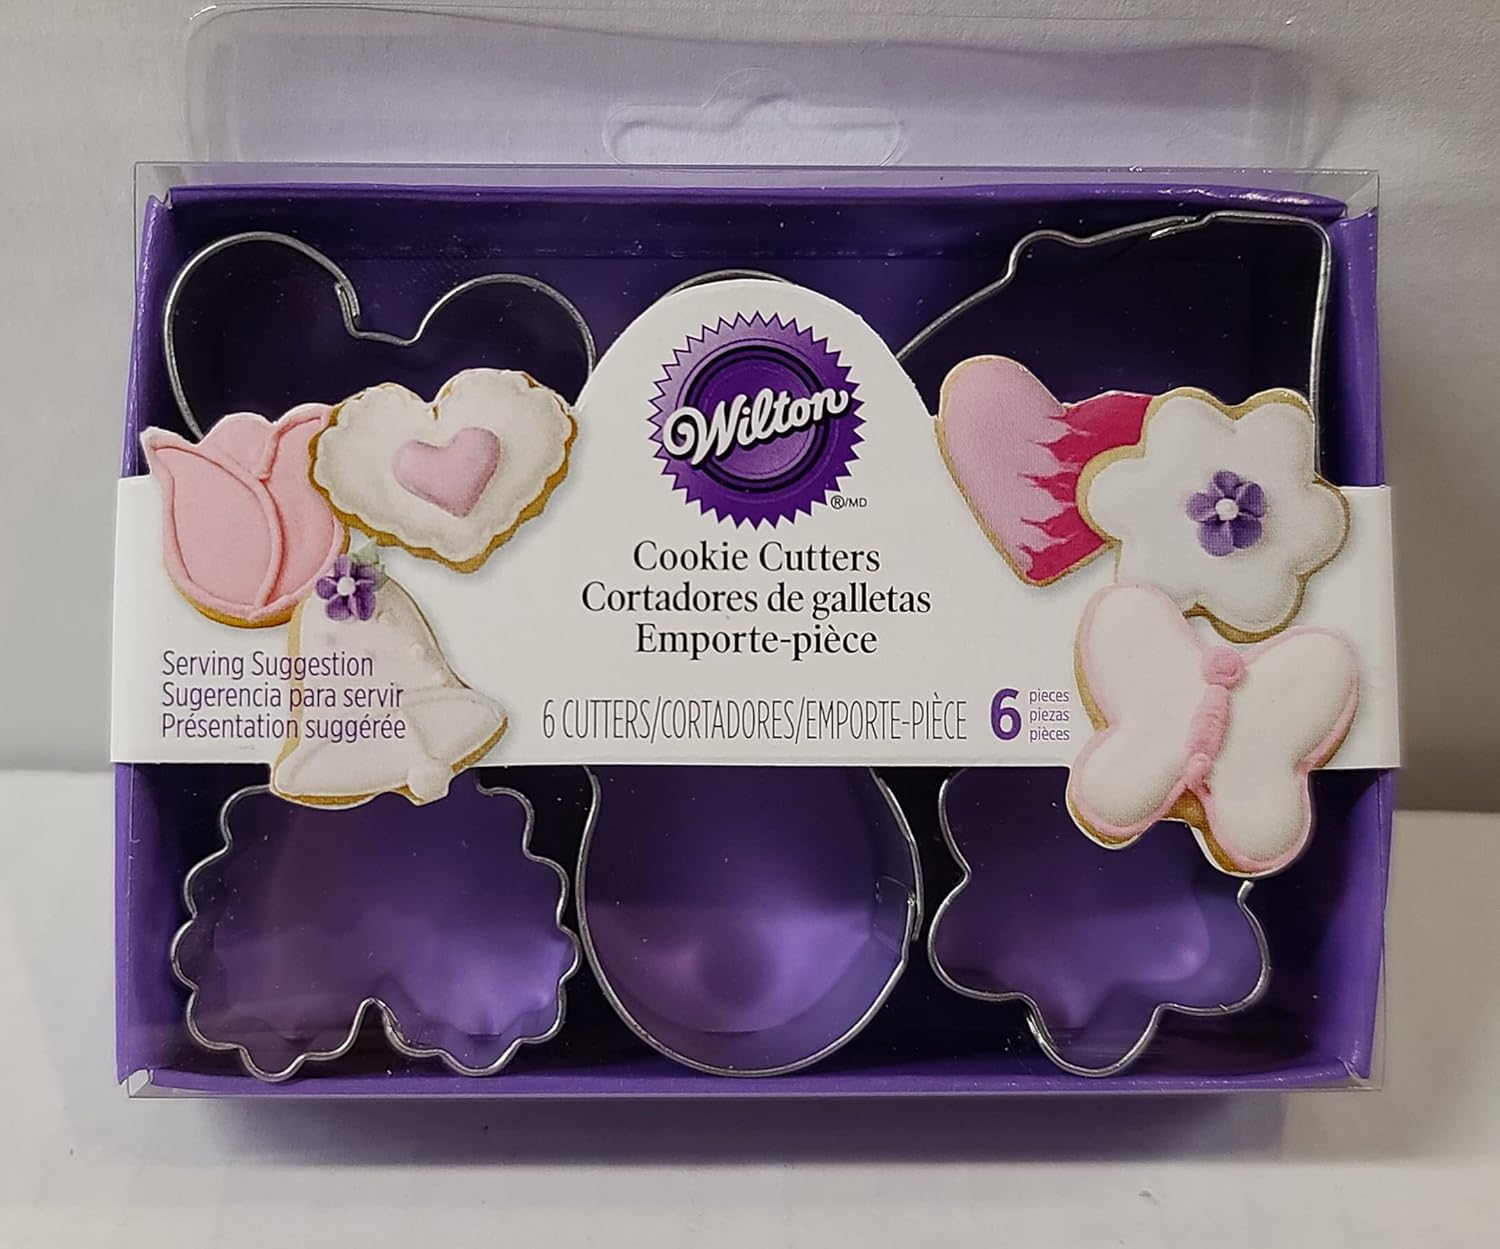 Wilton
®/MD
Cookie Cutters
Cortadores de galletas
Emporte-pièce
Serving Suggestion
Sugerencia para servir
Présentation suggérée
6 CUTTERS/CORTADORES/EMPORTE-PIÈCE
6 pieces
piezas
pièces